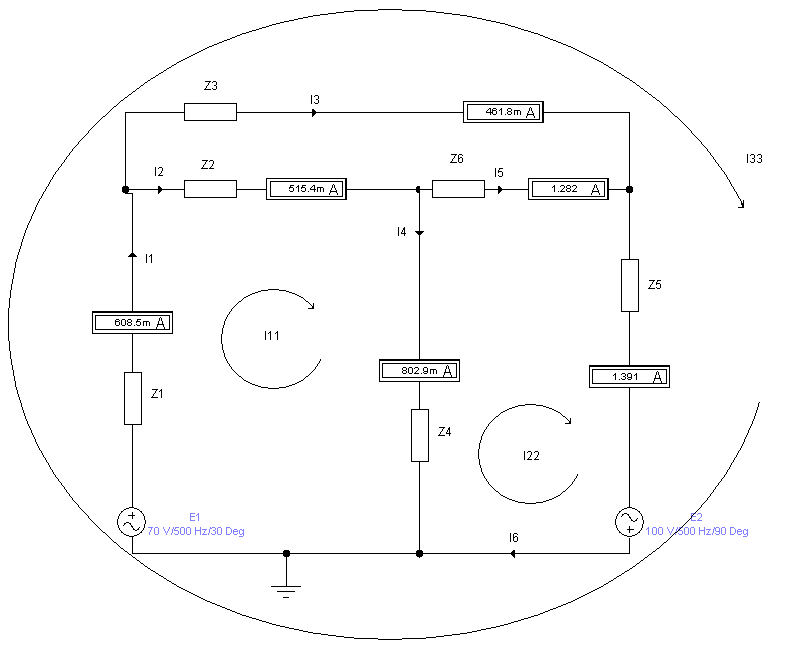 Z3
I3
461.8m A
I33
I2
Z2
515.4m A
Z6
I5
1.282 A
I4
I1
Z5
608.5m A
I11
802.9m A
1.391 A
Z1
Z4
I22
E1
70 V/500 Hz/30 Deg
E2
100 V/500 Hz/90 Deg
I6